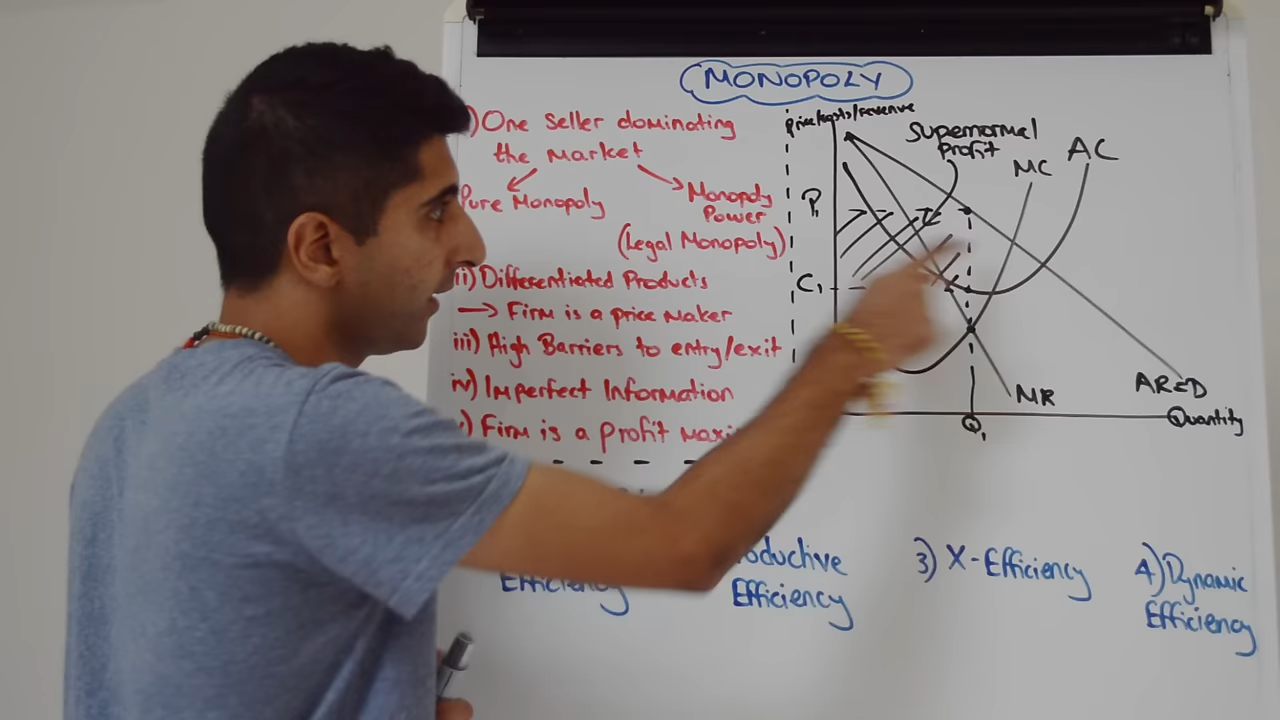 MONOPOLY
) One seller dominating
the market
Pure Monopoly
Monopoly
Power
(Legal Monopoly)
ii) Differentiated Products
→ Firm is a price maker
iii) High Barriers to entry/exit
iv) Imperfect Information
) Firm is a profit maxi
Price/costs/revenue
Supernormal
Profit
MC
AC
P1
C1
MR
AR=D
Q1
Quantity
Efficiency
oductive
Efficiency
3) X-Efficiency
4) Dynamic
Efficiency